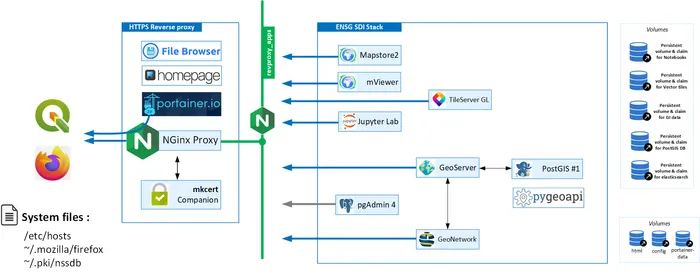 HTTPS Reverse proxy
File Browser
homepage
portainer.io
N
NGinx Proxy
mkcert
Companion
System files :
/etc/hosts
~/.mozilla/firefox
~/.pki/nssdb
revproxy_apps
N
ENSG SDI Stack
Mapstore2
mViewer
TileServer GL
jupyter
Jupyter Lab
GeoServer
PostGIS #1
pygeoapi
pgAdmin 4
GeoNetwork
Volumes
Persistent
volume & claim
for Notebooks
Persistent
volume & claim
for Vector files
Persistent
volume & claim
for GI data
Persistent
volume & claim
for PostGIS DB
Persistent
volume & claim
for elasticsearch
Volumes
html
config
portainer-
data